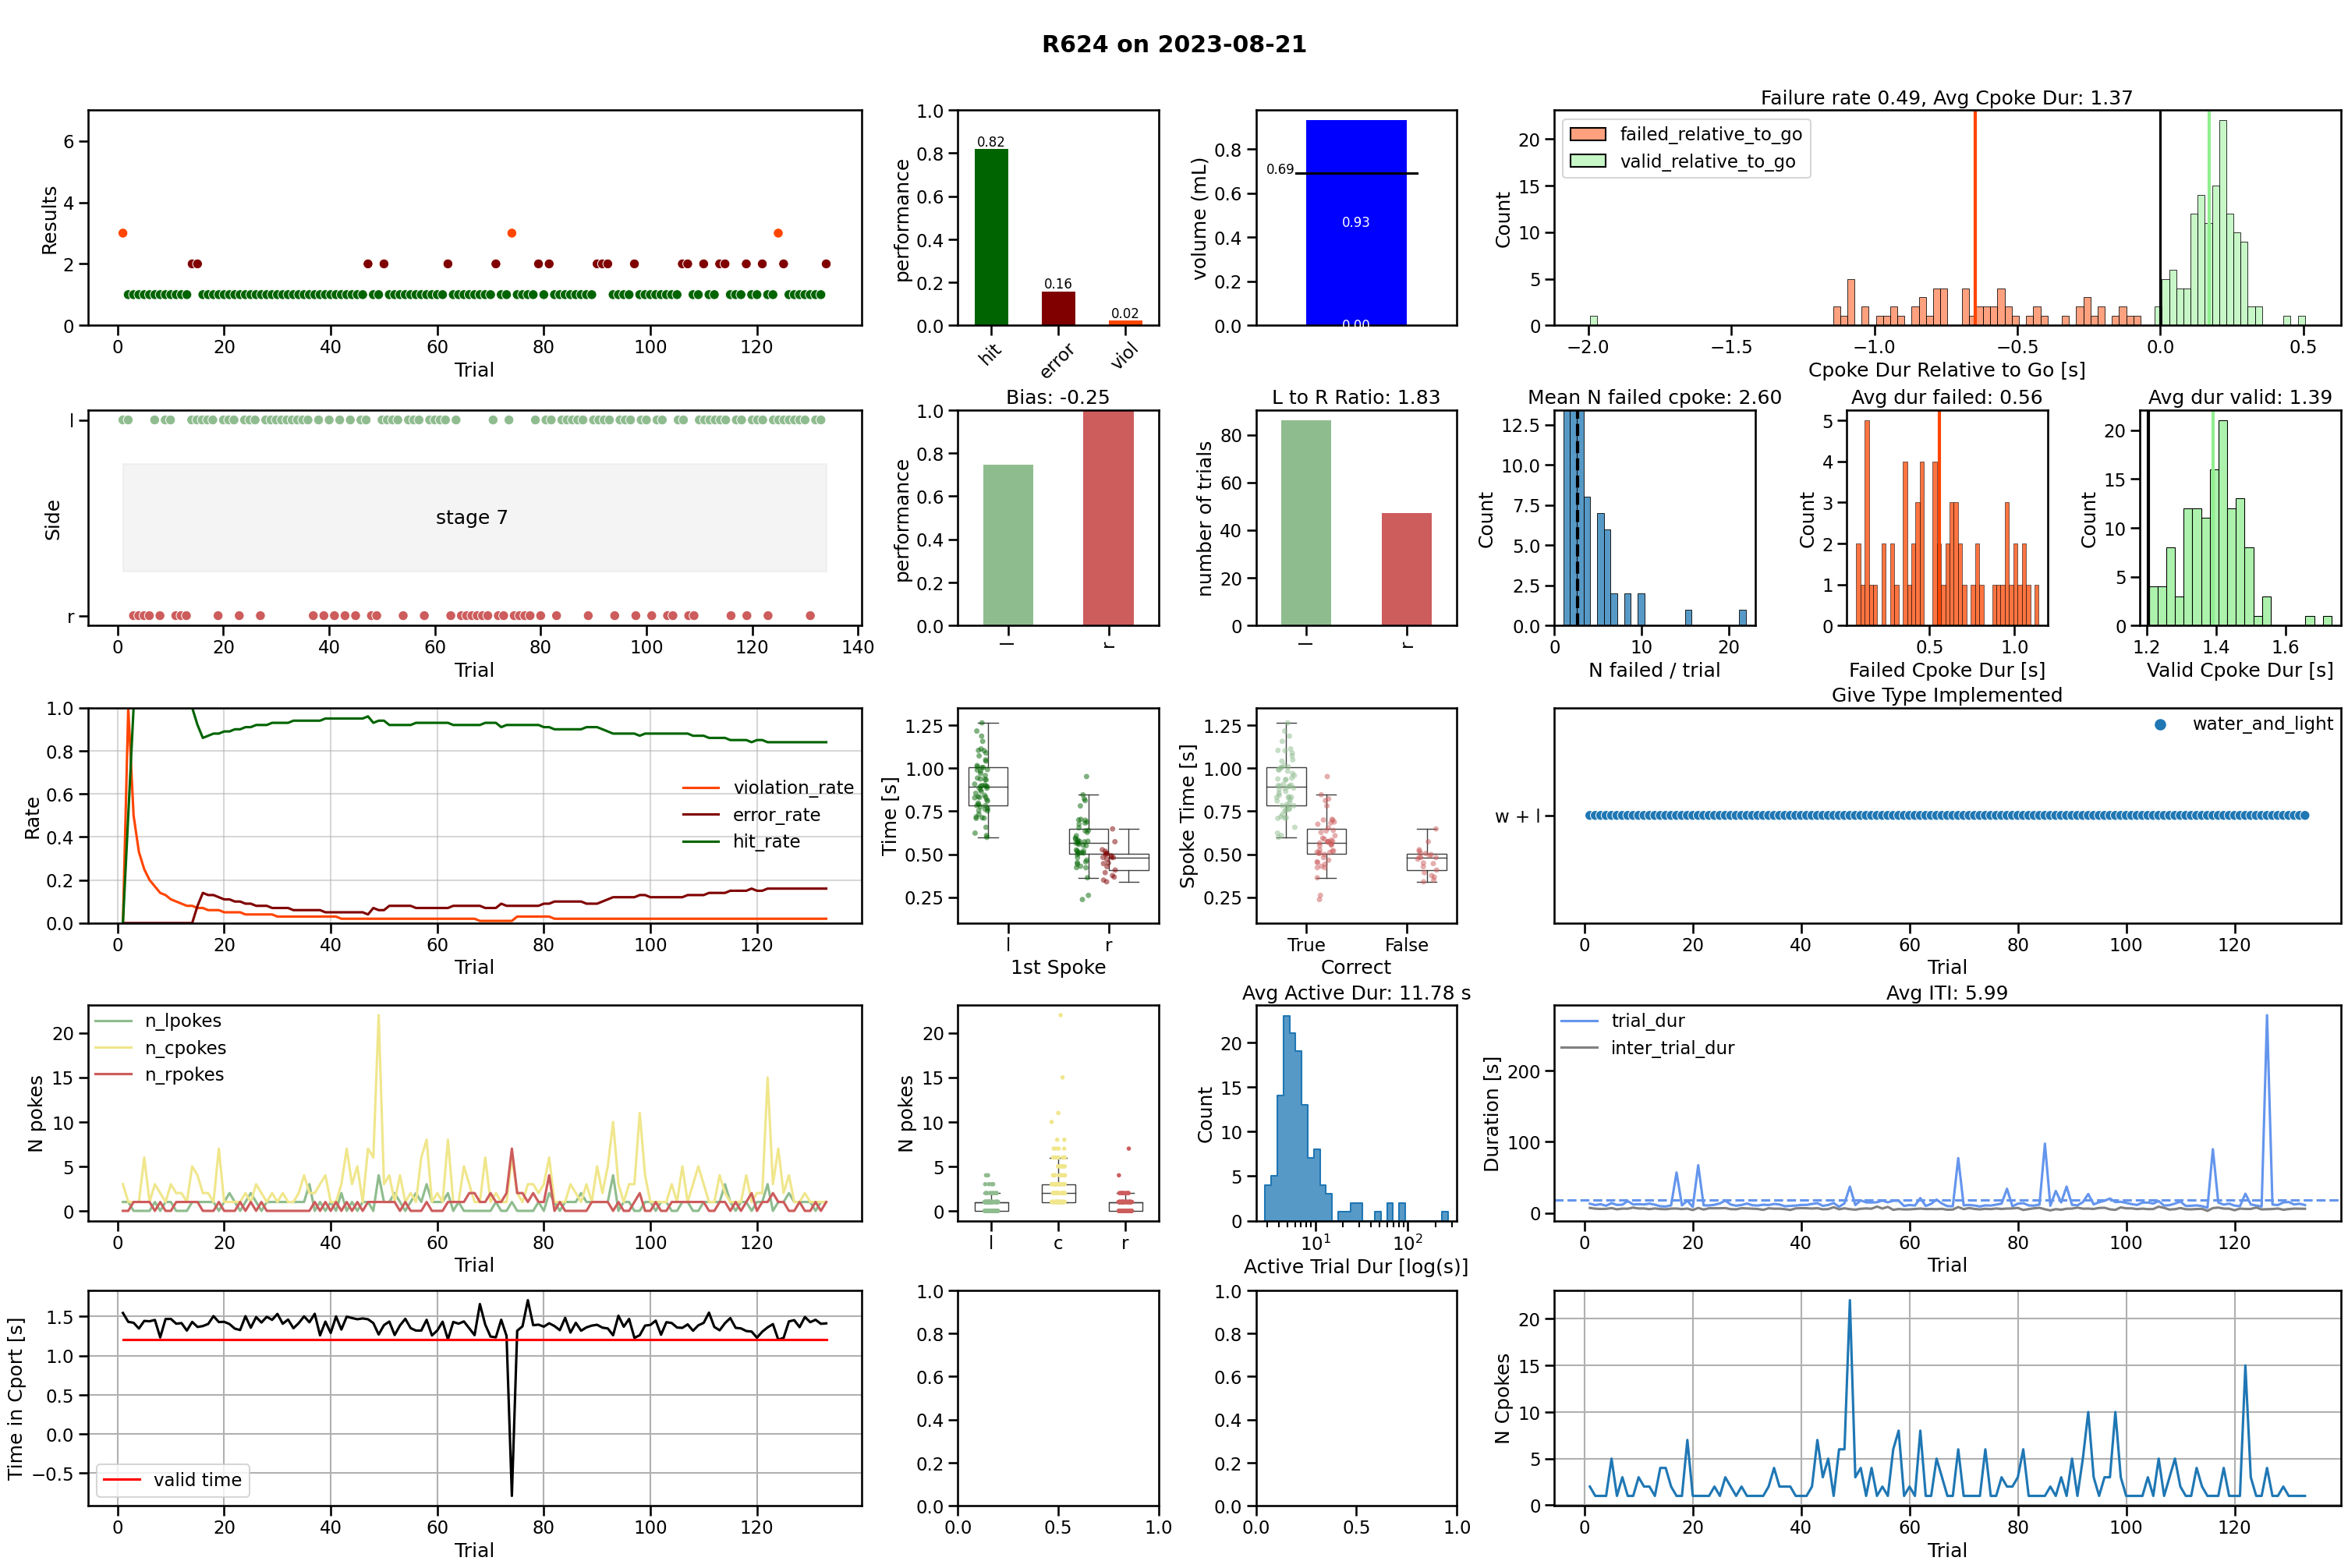 R624 on 2023-08-21
Results
6
4
2
0
0 20 40 60 80 100 120
Trial
performance
1.0
0.8
0.6
0.4
0.2
0.0
0.82
0.16
0.02
hit error viol
volume (mL)
0.8
0.6
0.4
0.2
0.0
0.69
0.93
0.00
Failure rate 0.49, Avg Cpoke Dur: 1.37
failed_relative_to_go
valid_relative_to_go
Count
20
15
10
5
0
−2.0 −1.5 −1.0 −0.5 0.0 0.5
Cpoke Dur Relative to Go [s]
Side
l
r
stage 7
0 20 40 60 80 100 120 140
Trial
Bias: -0.25
performance
1.0
0.8
0.6
0.4
0.2
0.0
l r
L to R Ratio: 1.83
number of trials
80
60
40
20
0
l r
Mean N failed cpoke: 2.60
Count
12.5
10.0
7.5
5.0
2.5
0.0
0 10 20
N failed / trial
Avg dur failed: 0.56
Count
5
4
3
2
1
0
0.5 1.0
Failed Cpoke Dur [s]
Avg dur valid: 1.39
Count
20
15
10
5
0
1.2 1.4 1.6
Valid Cpoke Dur [s]
Rate
1.0
0.8
0.6
0.4
0.2
0.0
violation_rate
error_rate
hit_rate
0 20 40 60 80 100 120
Trial
Time [s]
1.25
1.00
0.75
0.50
0.25
l r
1st Spoke
Spoke Time [s]
1.25
1.00
0.75
0.50
0.25
True False
Correct
Give Type Implemented
water_and_light
w + l
0 20 40 60 80 100 120
Trial
N pokes
20
15
10
5
0
n_lpokes
n_cpokes
n_rpokes
0 20 40 60 80 100 120
Trial
N pokes
20
15
10
5
0
l c r
Avg Active Dur: 11.78 s
Count
20
15
10
5
0
10¹ 10²
Active Trial Dur [log(s)]
Avg ITI: 5.99
trial_dur
inter_trial_dur
Duration [s]
200
100
0
0 20 40 60 80 100 120
Trial
Time in Cport [s]
1.5
1.0
0.5
0.0
−0.5
valid time
0 20 40 60 80 100 120
Trial
1.0
0.8
0.6
0.4
0.2
0.0
0.0 0.5 1.0
1.0
0.8
0.6
0.4
0.2
0.0
0.0 0.5 1.0
N Cpokes
20
15
10
5
0
0 20 40 60 80 100 120
Trial